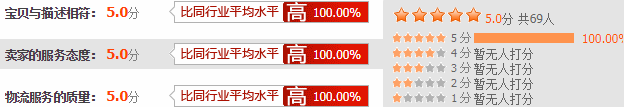 宝贝与描述相符： 5.0分 比同行业平均水平 高 100.00%
卖家的服务态度： 5.0分 比同行业平均水平 高 100.00%
物流服务的质量： 5.0分 比同行业平均水平 高 100.00%
5.0分 共69人
5分 100.00%
4分 暂无人打分
3分 暂无人打分
2分 暂无人打分
1分 暂无人打分